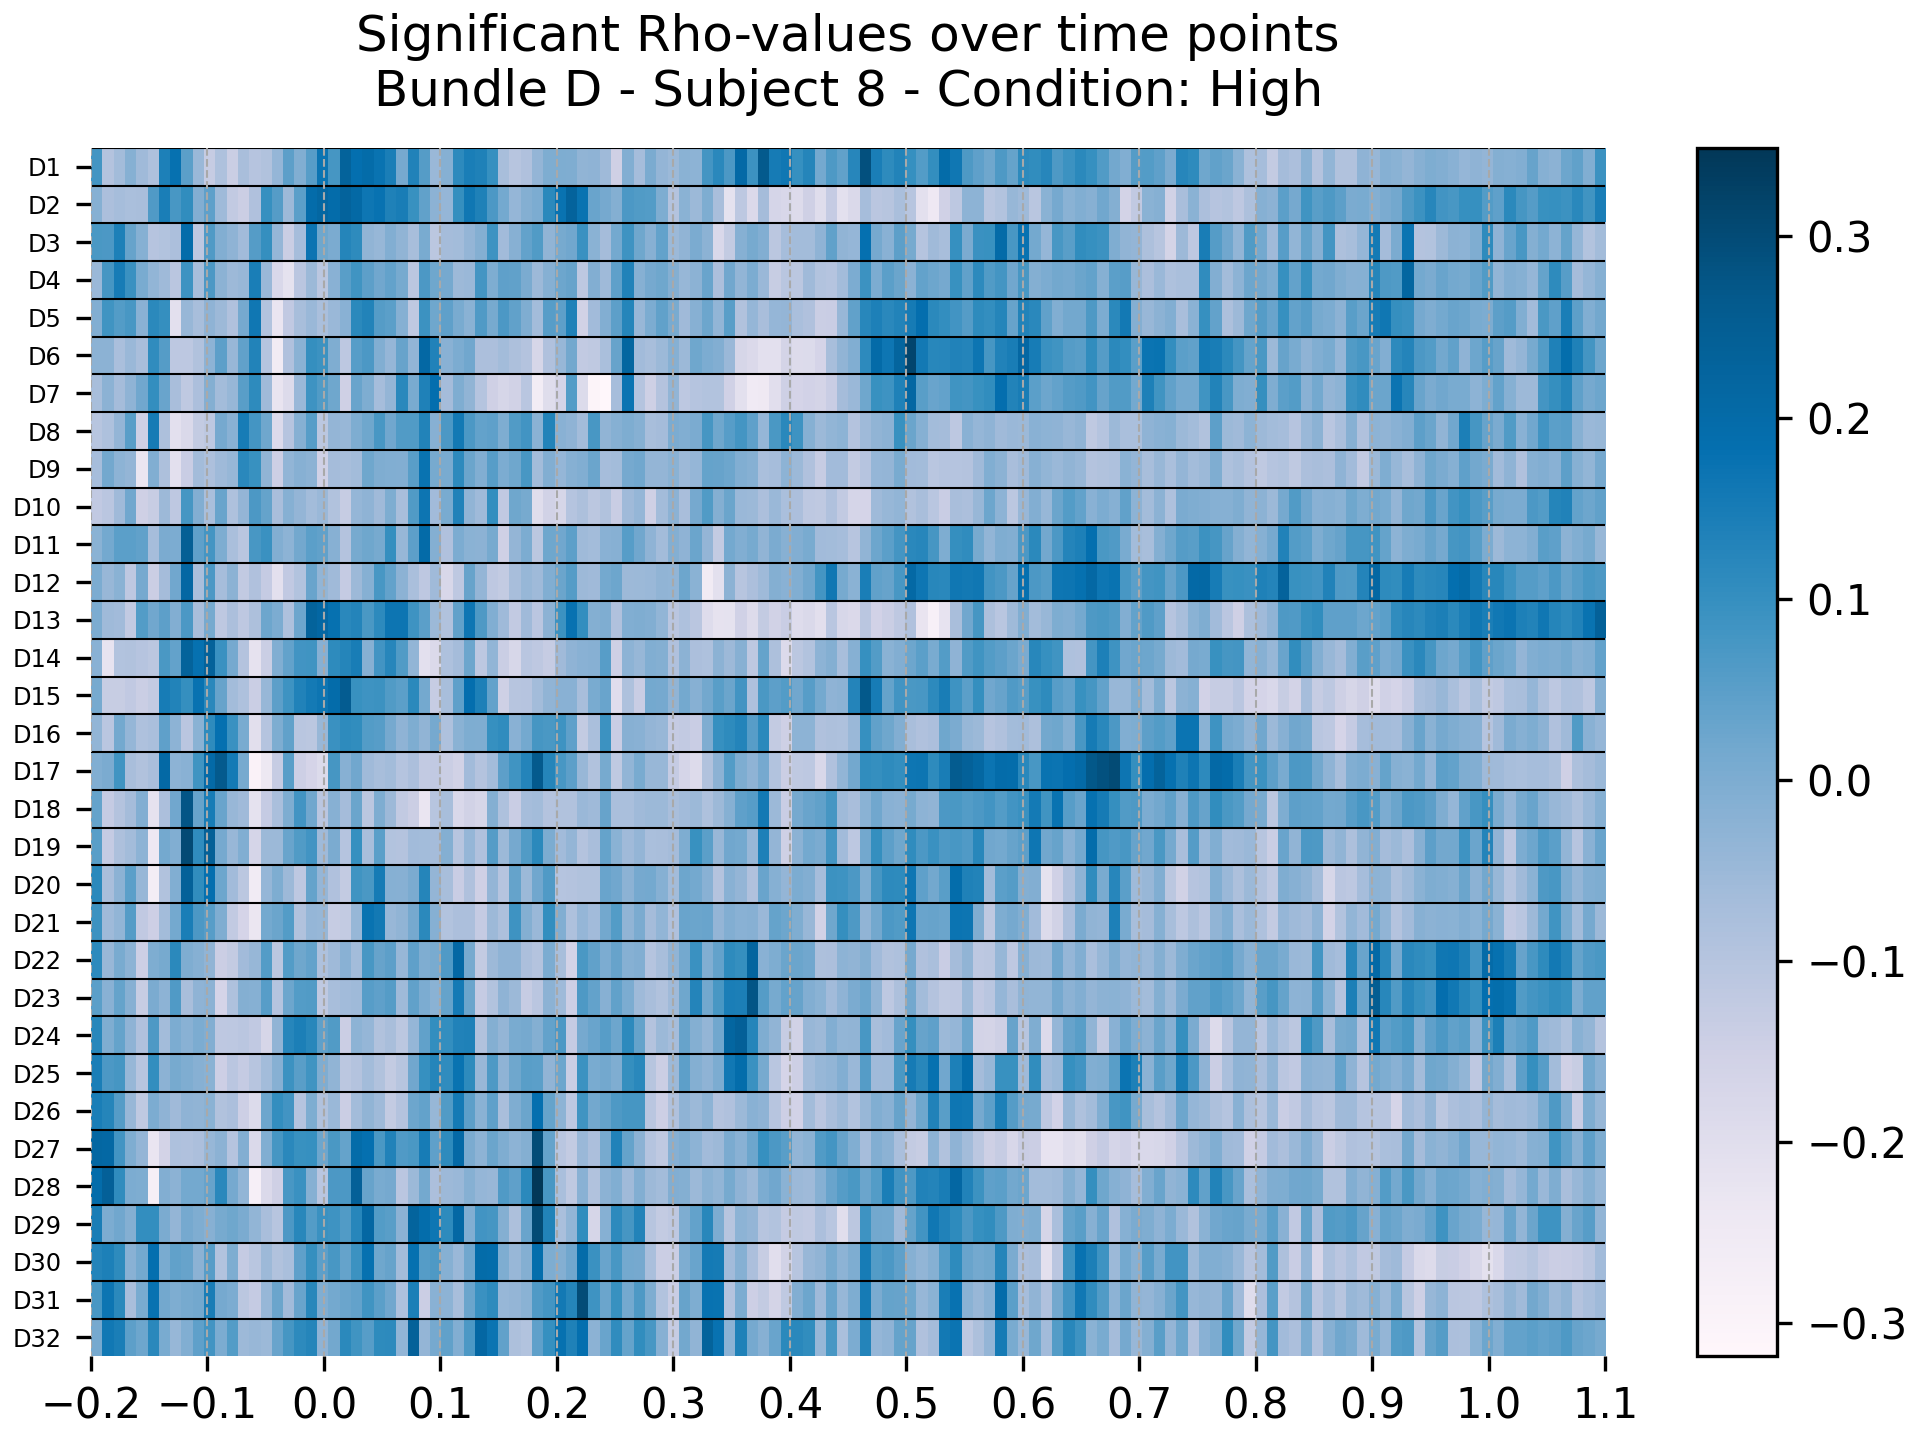 Significant Rho-values over time points
Bundle D - Subject 8 - Condition: High
D1
D2
D3
D4
D5
D6
D7
D8
D9
D10
D11
D12
D13
D14
D15
D16
D17
D18
D19
D20
D21
D22
D23
D24
D25
D26
D27
D28
D29
D30
D31
D32
−0.2 −0.1 0.0 0.1 0.2 0.3 0.4 0.5 0.6 0.7 0.8 0.9 1.0 1.1
0.3
0.2
0.1
0.0
−0.1
−0.2
−0.3